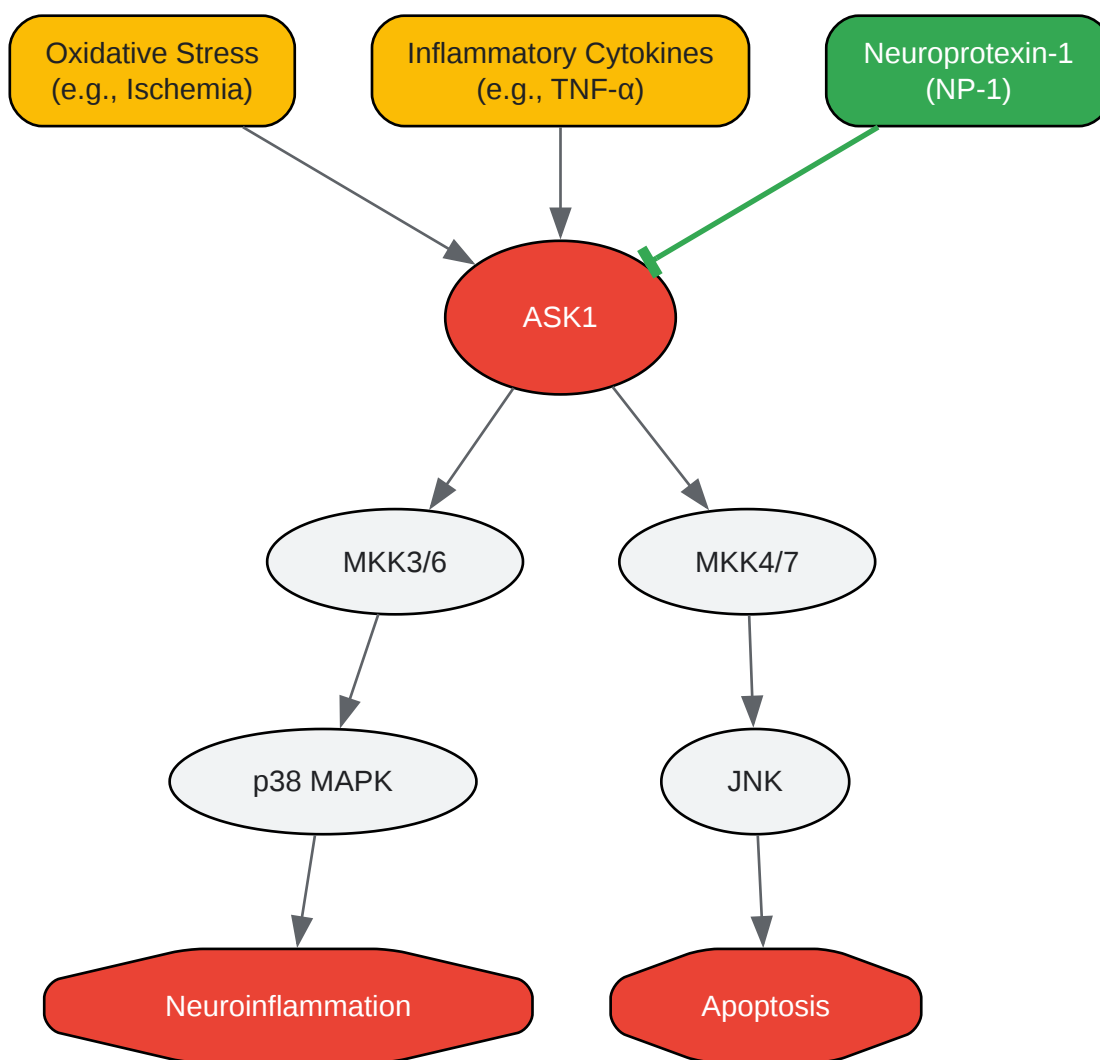 Oxidative Stress
(e.g., Ischemia)
Inflammatory Cytokines
(e.g., TNF-α)
Neuroprotexin-1
(NP-1)
ASK1
MKK3/6
MKK4/7
p38 MAPK
JNK
Neuroinflammation
Apoptosis